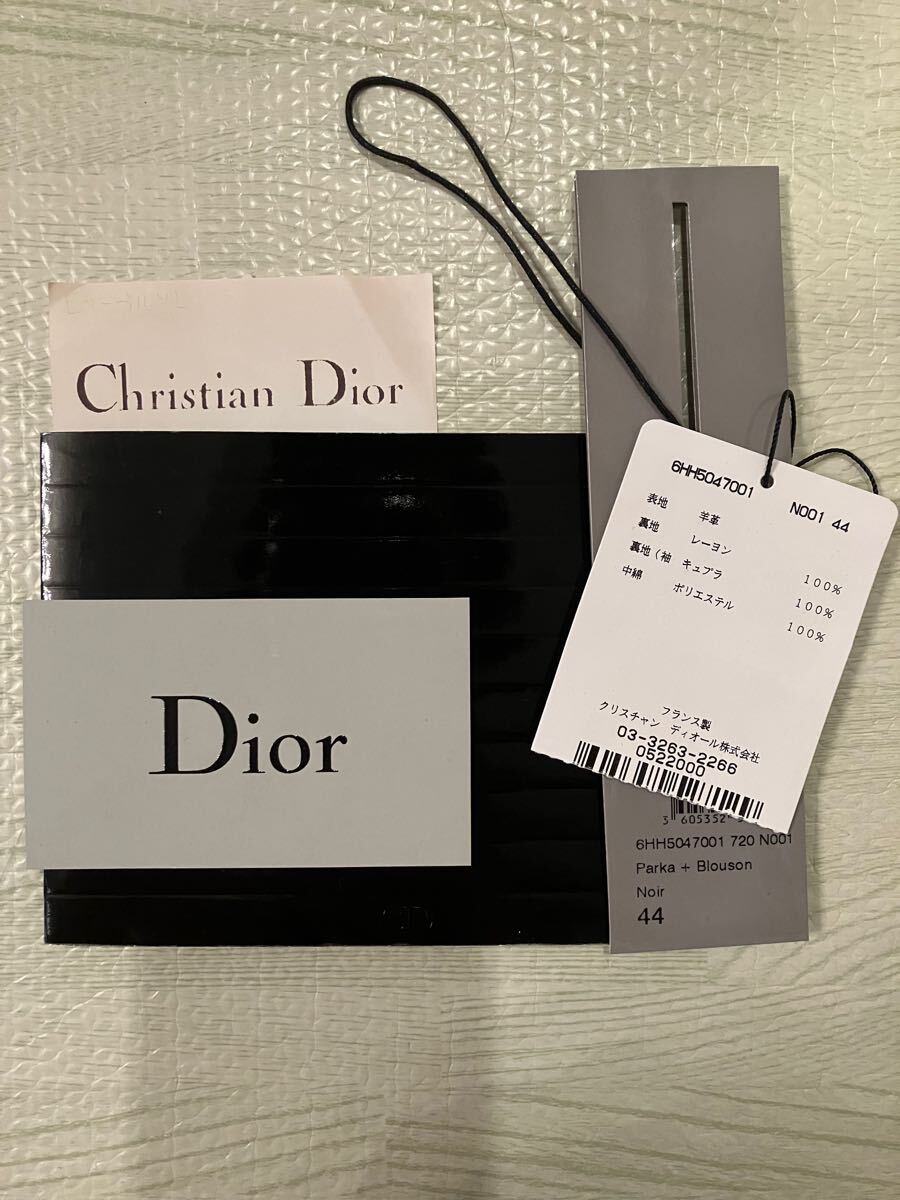 Christian Dior
Dior
6HH5047001 N001 44
表地 羊革 100%
裏地 レーヨン 100%
裏地(袖 キュプラ 100%
中綿 ポリエステル
フランス製
クリスチャン ディオール株式会社
03-3263-2266
0522000
3 605352
6HH5047001 720 N001
Parka + Blouson
Noir
44